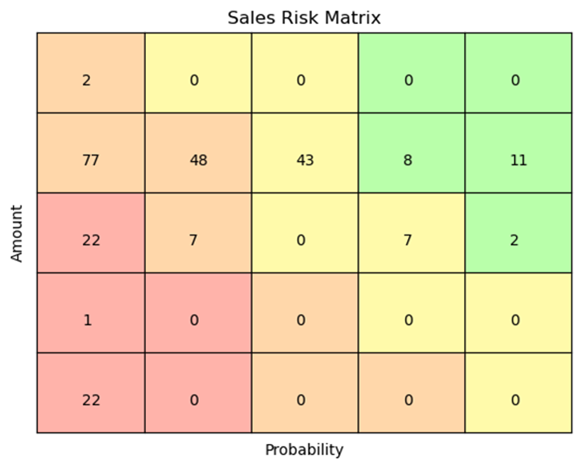 Sales Risk Matrix
2 0 0 0 0
77 48 43 8 11
Amount
22 7 0 7 2
1 0 0 0 0
22 0 0 0 0
Probability